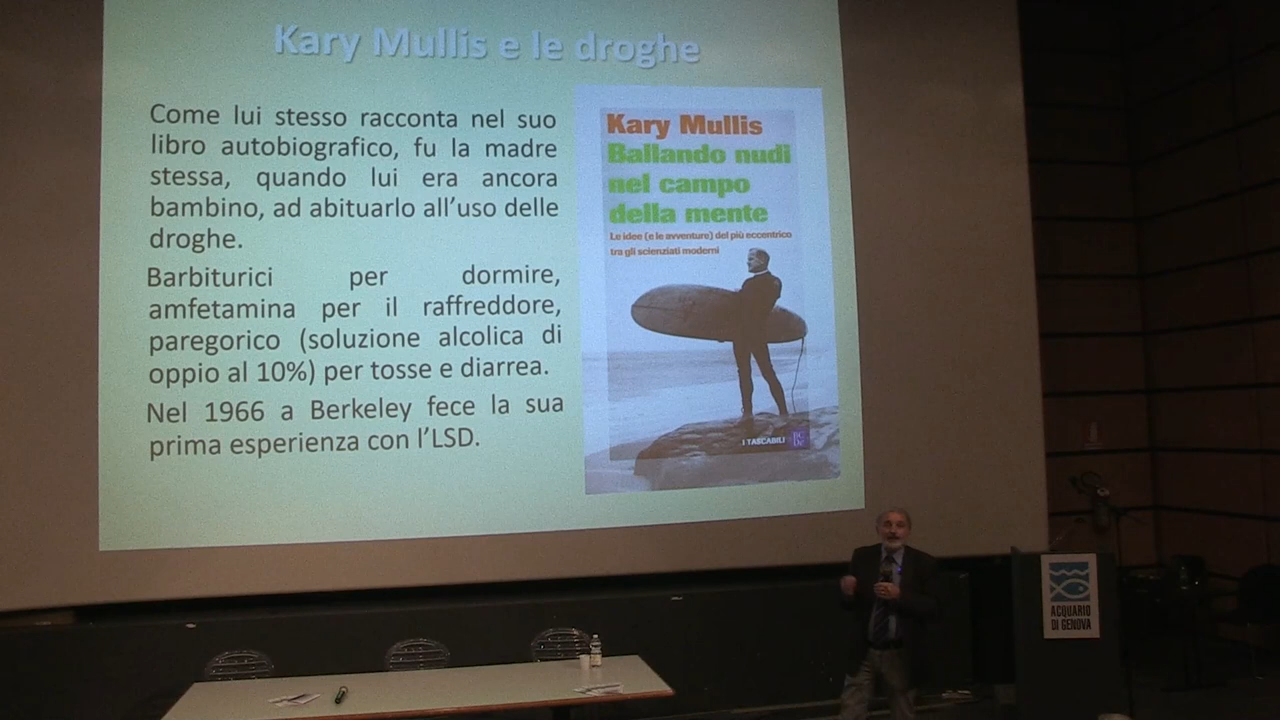 Kary Mullis e le droghe
Come lui stesso racconta nel suo
libro autobiografico, fu la madre
stessa, quando lui era ancora
bambino, ad abituarlo all'uso delle
droghe.
Barbiturici per dormire,
amfetamina per il raffreddore,
paregorico (soluzione alcolica di
oppio al 10%) per tosse e diarrea.
Nel 1966 a Berkeley fece la sua
prima esperienza con l'LSD.
Kary Mullis
Ballando nudi
nel campo
della mente
Le idee (e le avventure) del più eccentrico
tra gli scienziati moderni
I TASCABILI
ACQUARIO
DI GENOVA